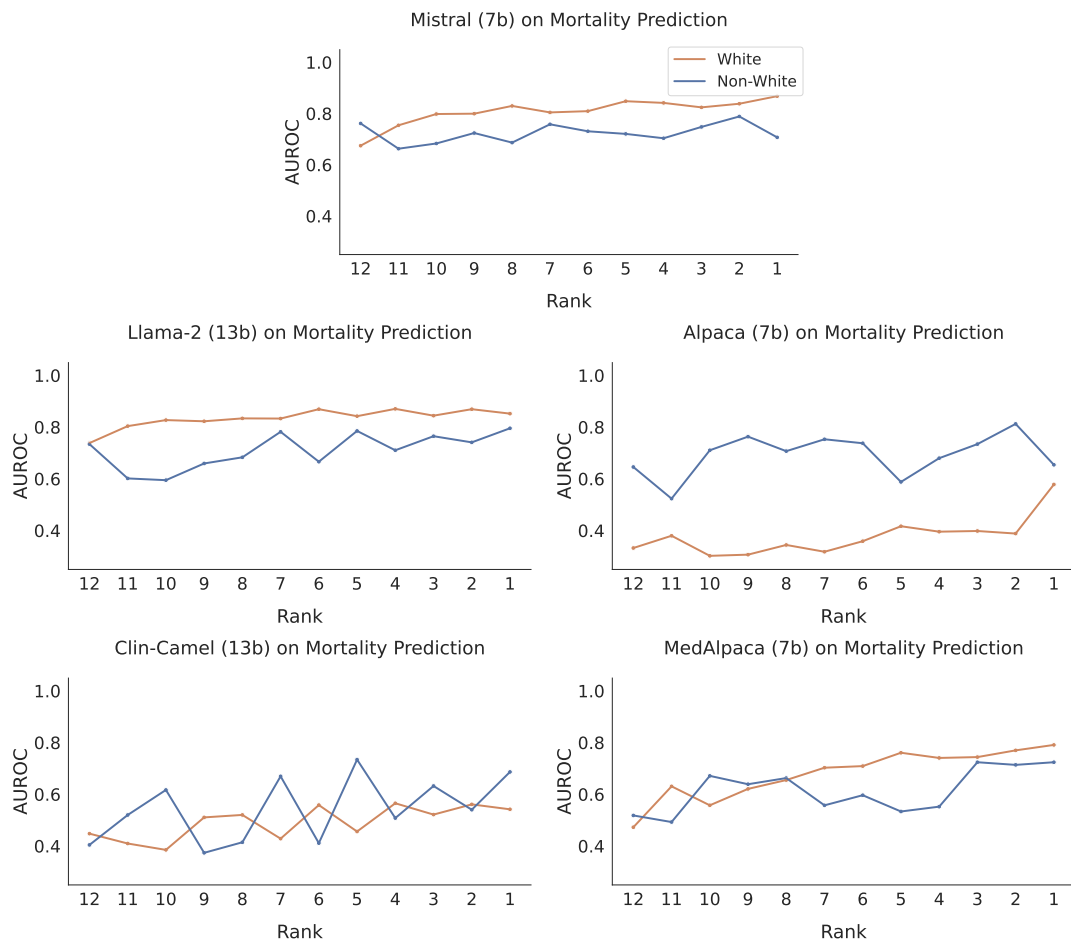 Mistral (7b) on Mortality Prediction
White
Non-White
1.0
0.8
0.6
0.4
AUROC
12 11 10 9 8 7 6 5 4 3 2 1
Rank
Llama-2 (13b) on Mortality Prediction
1.0
0.8
0.6
0.4
AUROC
12 11 10 9 8 7 6 5 4 3 2 1
Rank
Alpaca (7b) on Mortality Prediction
1.0
0.8
0.6
0.4
AUROC
12 11 10 9 8 7 6 5 4 3 2 1
Rank
Clin-Camel (13b) on Mortality Prediction
1.0
0.8
0.6
0.4
AUROC
12 11 10 9 8 7 6 5 4 3 2 1
Rank
MedAlpaca (7b) on Mortality Prediction
1.0
0.8
0.6
0.4
AUROC
12 11 10 9 8 7 6 5 4 3 2 1
Rank